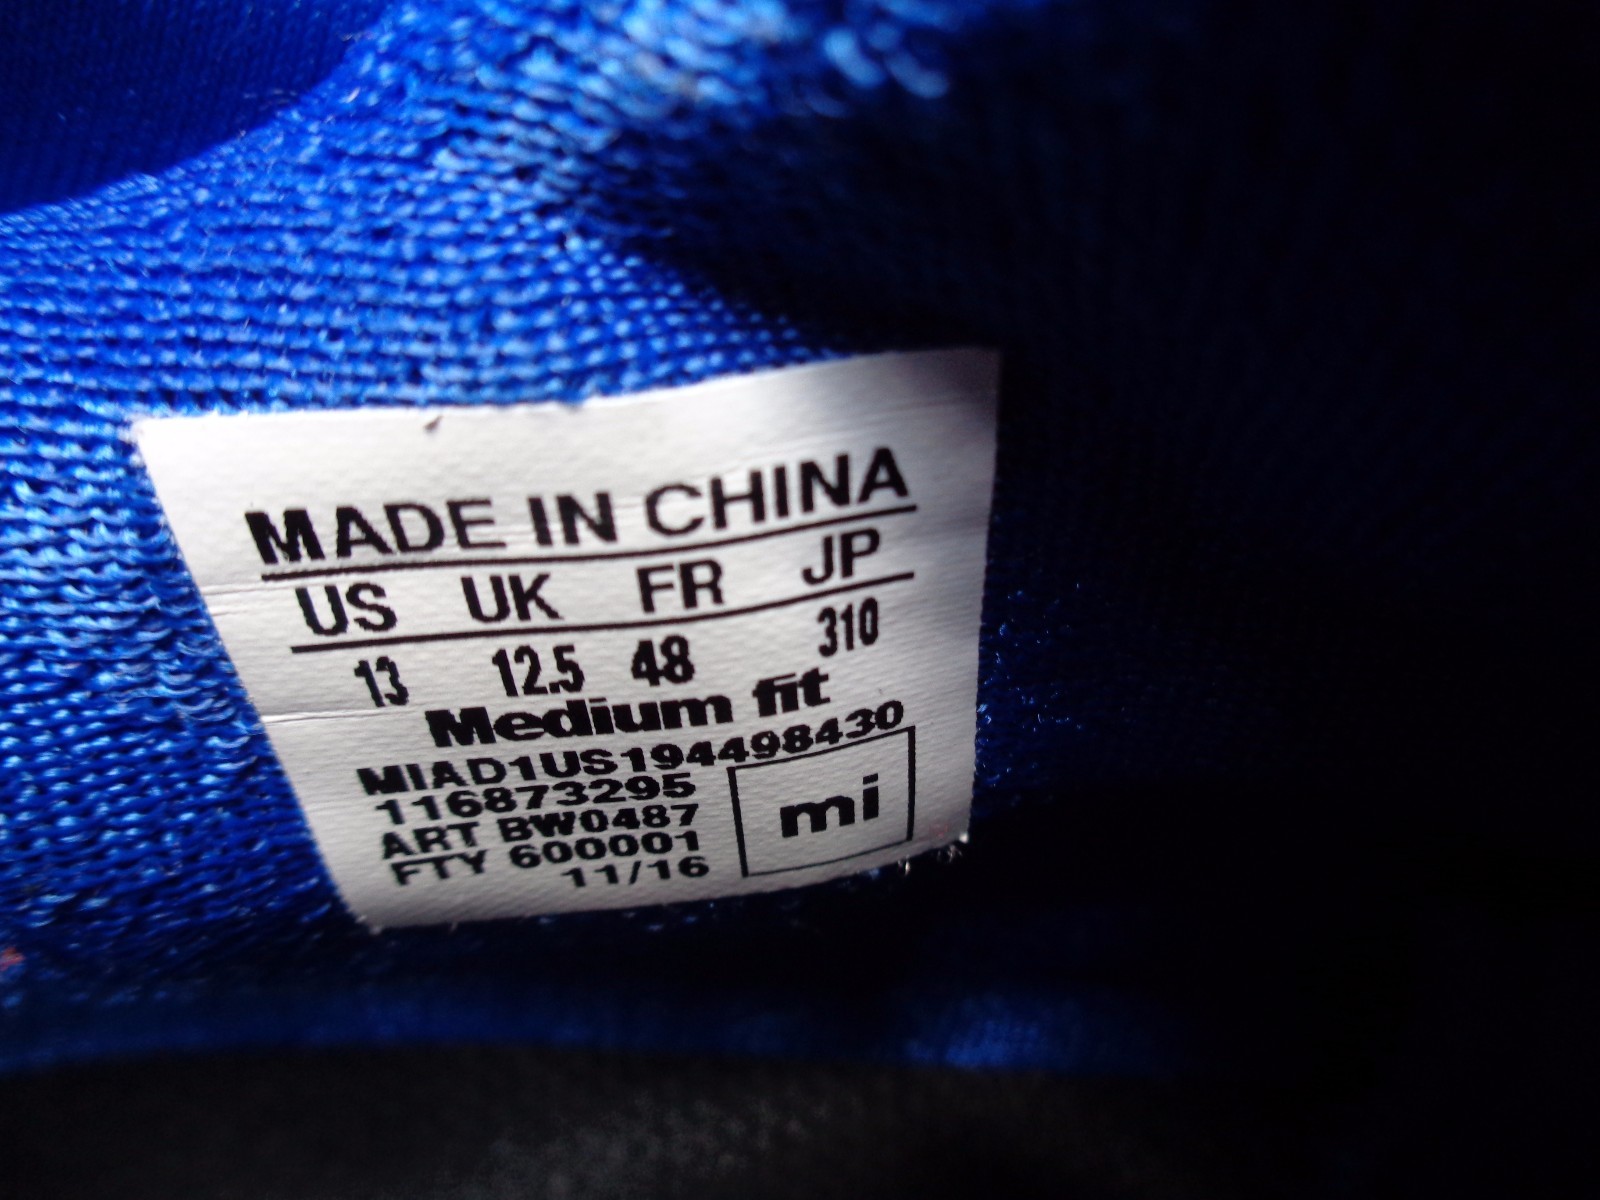 MADE IN CHINA
US UK FR JP
13 12.5 48 310
Medium fit
MIAD1US194498430
116873295
ART BW0487
FTY 600001
11/16
mi